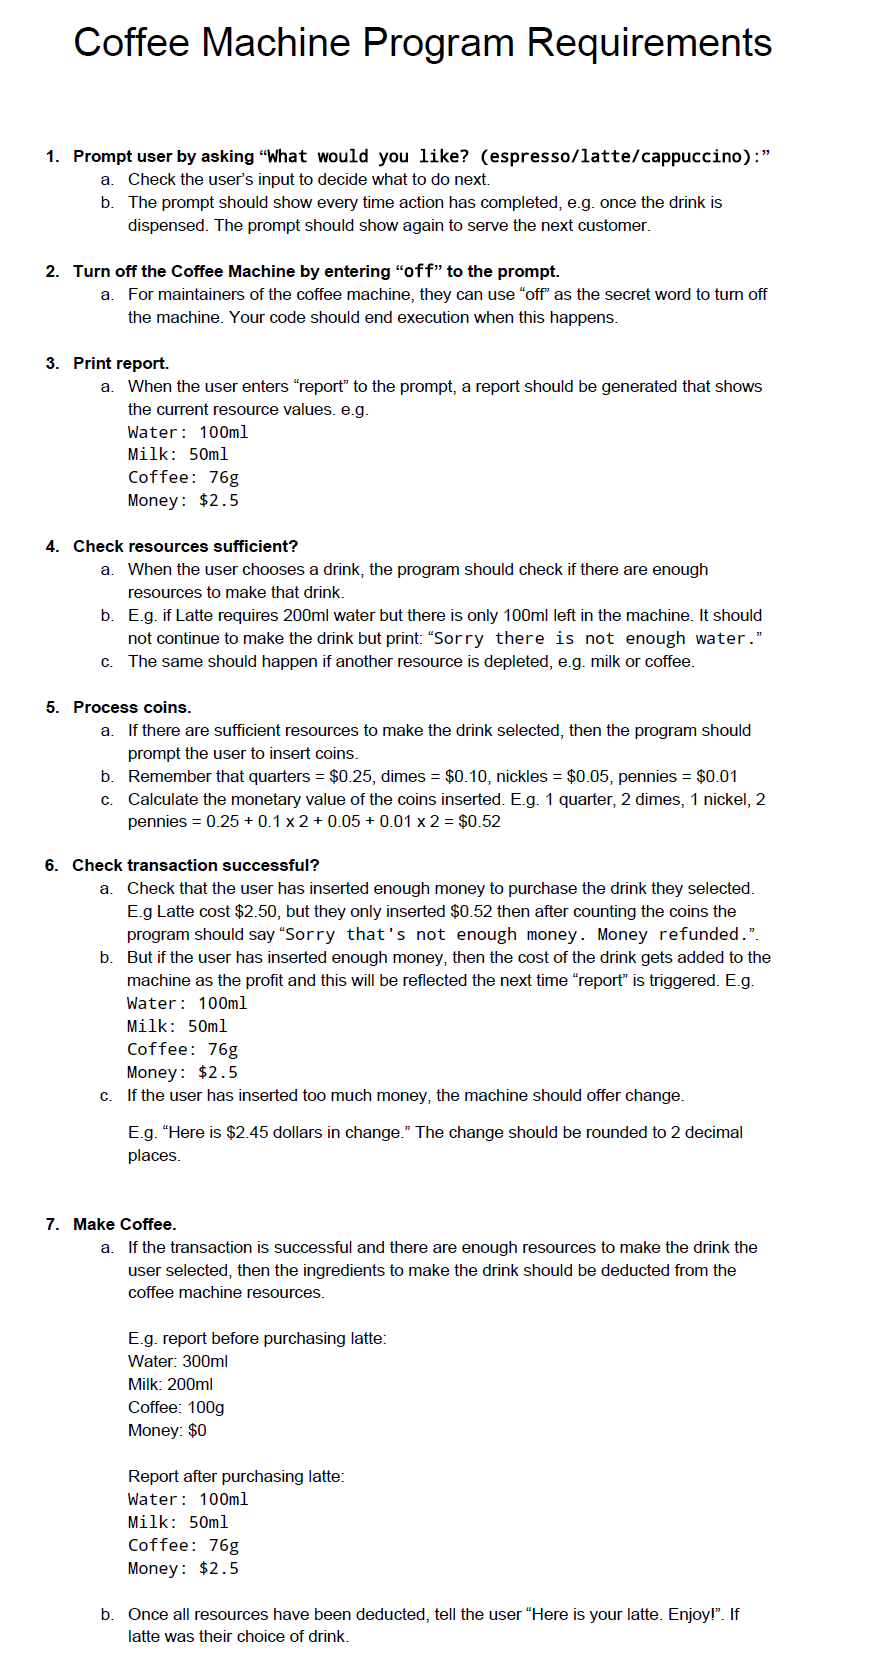 Coffee Machine Program Requirements
1. Prompt user by asking “What would you like? (espresso/latte/cappuccino):”
a. Check the user’s input to decide what to do next.
b. The prompt should show every time action has completed, e.g. once the drink is
dispensed. The prompt should show again to serve the next customer.
2. Turn off the Coffee Machine by entering “off” to the prompt.
a. For maintainers of the coffee machine, they can use “off” as the secret word to turn off
the machine. Your code should end execution when this happens.
3. Print report.
a. When the user enters “report” to the prompt, a report should be generated that shows
the current resource values. e.g.
Water: 100ml
Milk: 50ml
Coffee: 76g
Money: $2.5
4. Check resources sufficient?
a. When the user chooses a drink, the program should check if there are enough
resources to make that drink.
b. E.g. if Latte requires 200ml water but there is only 100ml left in the machine. It should
not continue to make the drink but print: “Sorry there is not enough water.”
c. The same should happen if another resource is depleted, e.g. milk or coffee.
5. Process coins.
a. If there are sufficient resources to make the drink selected, then the program should
prompt the user to insert coins.
b. Remember that quarters = $0.25, dimes = $0.10, nickles = $0.05, pennies = $0.01
c. Calculate the monetary value of the coins inserted. E.g. 1 quarter, 2 dimes, 1 nickel, 2
pennies = 0.25 + 0.1 x 2 + 0.05 + 0.01 x 2 = $0.52
6. Check transaction successful?
a. Check that the user has inserted enough money to purchase the drink they selected.
E.g Latte cost $2.50, but they only inserted $0.52 then after counting the coins the
program should say “Sorry that's not enough money. Money refunded.”.
b. But if the user has inserted enough money, then the cost of the drink gets added to the
machine as the profit and this will be reflected the next time “report” is triggered. E.g.
Water: 100ml
Milk: 50ml
Coffee: 76g
Money: $2.5
c. If the user has inserted too much money, the machine should offer change.
E.g. “Here is $2.45 dollars in change.” The change should be rounded to 2 decimal
places.
7. Make Coffee.
a. If the transaction is successful and there are enough resources to make the drink the
user selected, then the ingredients to make the drink should be deducted from the
coffee machine resources.
E.g. report before purchasing latte:
Water: 300ml
Milk: 200ml
Coffee: 100g
Money: $0
Report after purchasing latte:
Water: 100ml
Milk: 50ml
Coffee: 76g
Money: $2.5
b. Once all resources have been deducted, tell the user “Here is your latte. Enjoy!”. If
latte was their choice of drink.